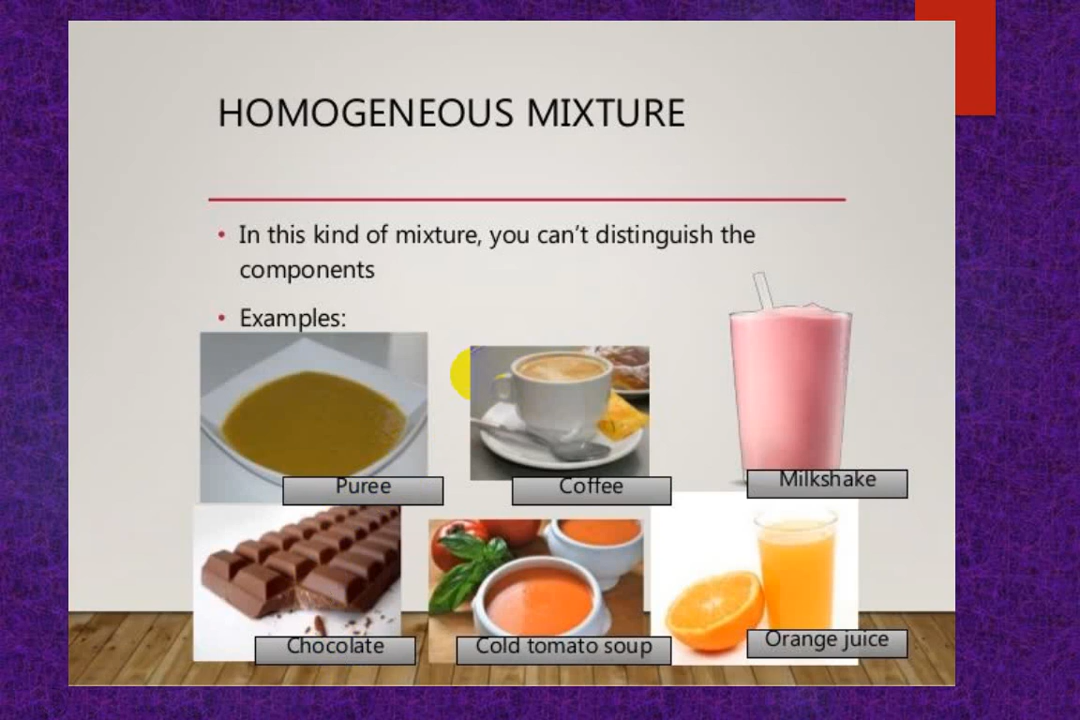 HOMOGENEOUS MIXTURE
• In this kind of mixture, you can't distinguish the
components
• Examples:
Puree
Coffee
Milkshake
Chocolate
Cold tomato soup
Orange juice